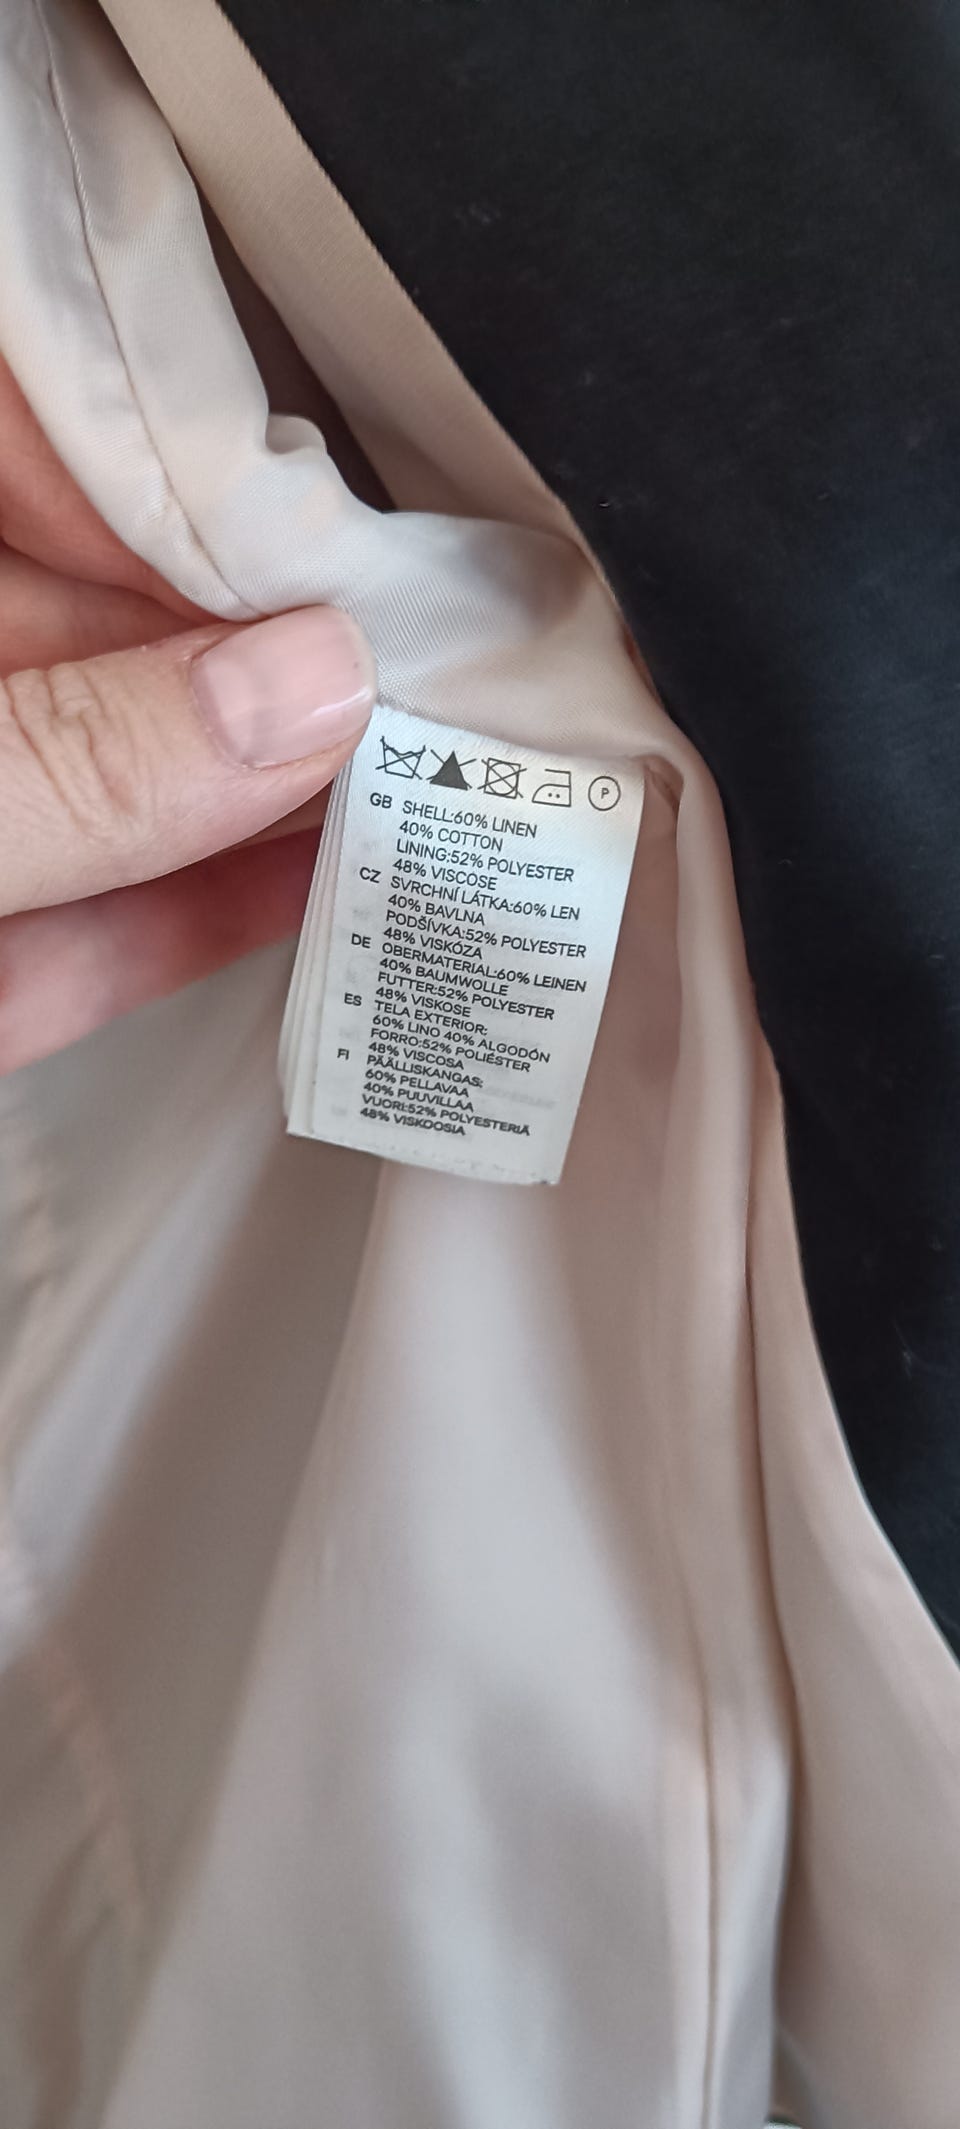 P
GB SHELL:60% LINEN
40% COTTON
LINING:52% POLYESTER
48% VISCOSE
CZ SVRCHNÍ LÁTKA:60% LEN
40% BAVLNA
PODŠÍVKA:52% POLYESTER
48% VISKÓZA
DE OBERMATERIAL:60% LEINEN
40% BAUMWOLLE
FUTTER:52% POLYESTER
48% VISKOSE
ES TELA EXTERIOR:
60% LINO 40% ALGODÓN
FORRO:52% POLIÉSTER
48% VISCOSA
FI PÄÄLLISKANGAS:
60% PELLAVAA
40% PUUVILLAA
VUORI:52% POLYESTERIÄ
48% VISKOOSIA